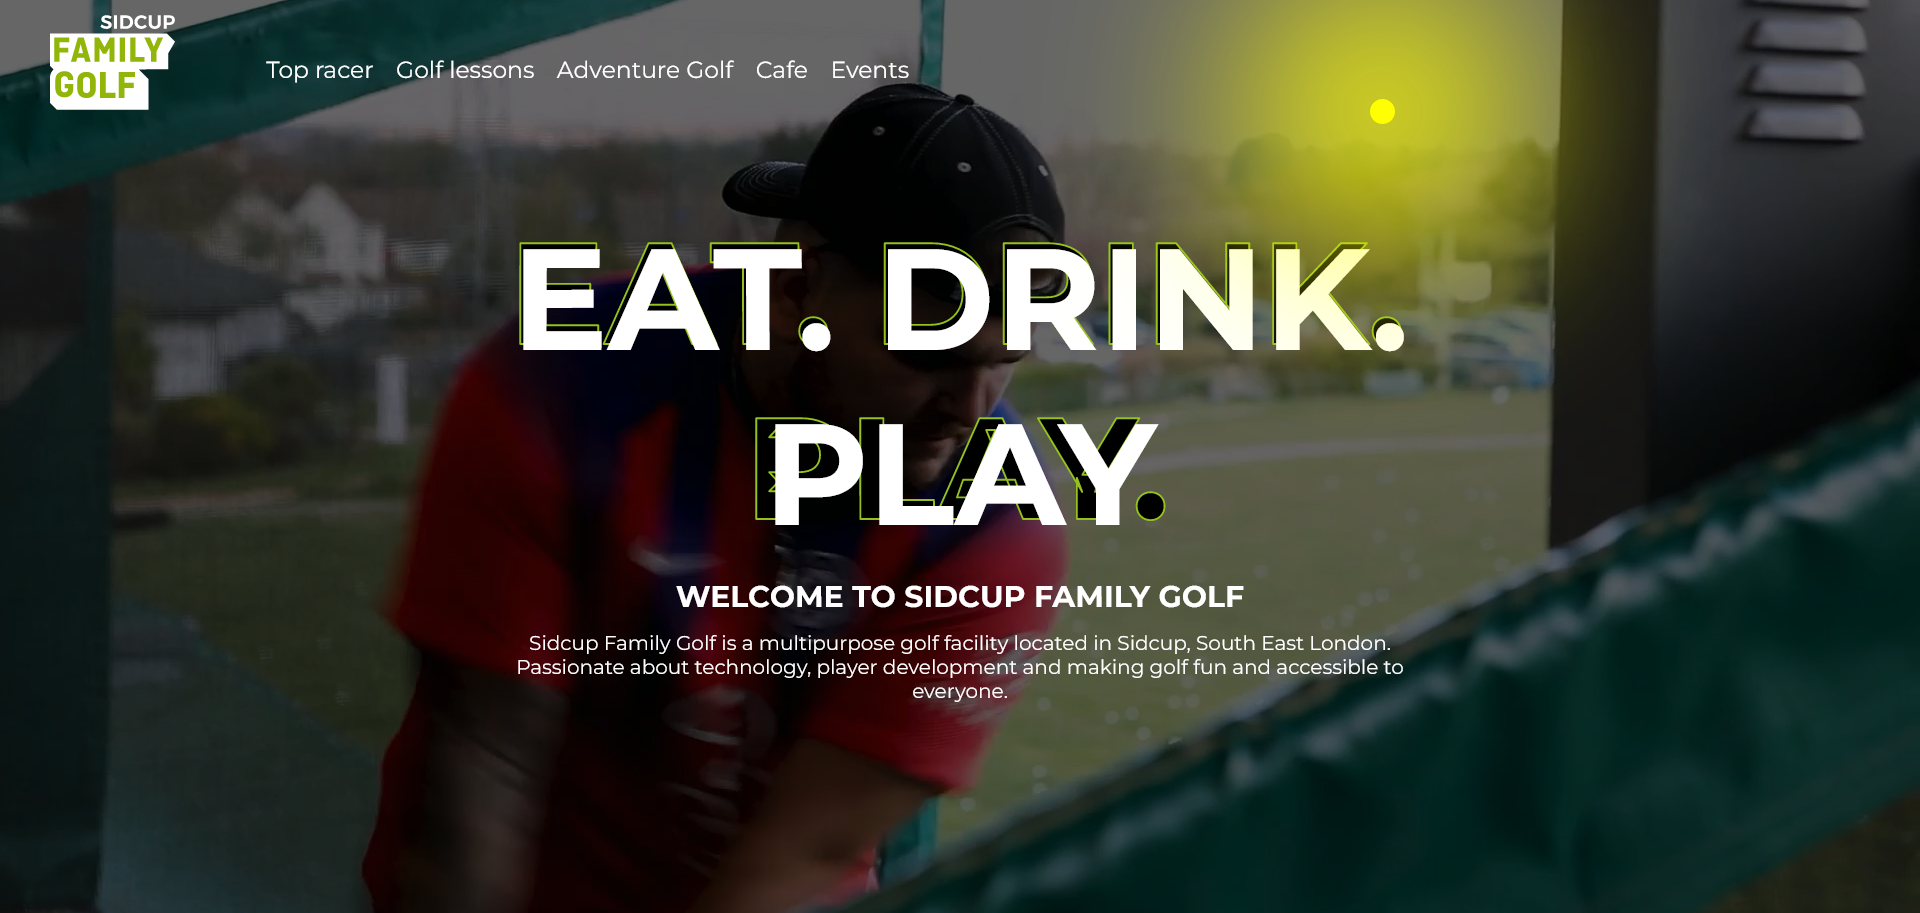 SIDCUP
FAMILY
GOLF
Top racer Golf lessons Adventure Golf Cafe Events
EAT. DRINK.
PLAY
WELCOME TO SIDCUP FAMILY GOLF
Sidcup Family Golf is a multipurpose golf facility located in Sidcup, South East London.
Passionate about technology, player development and making golf fun and accessible to
everyone.